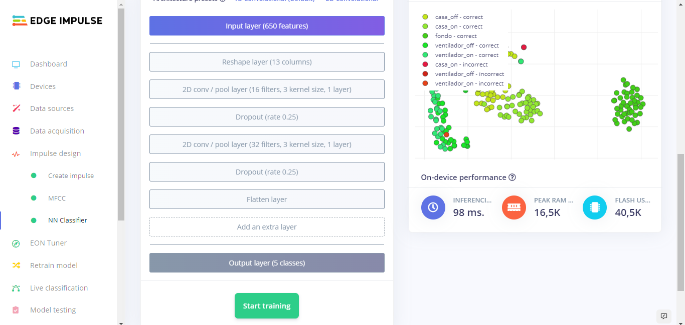 EDGE IMPULSE
Dashboard
Devices
Data sources
Data acquisition
Impulse design
Create impulse
MFCC
NN Classifier
EON Tuner
Retrain model
Live classification
Model testing
Input layer (650 features)
Reshape layer (13 columns)
2D conv / pool layer (16 filters, 3 kernel size, 1 layer)
Dropout (rate 0.25)
2D conv / pool layer (32 filters, 3 kernel size, 1 layer)
Dropout (rate 0.25)
Flatten layer
Add an extra layer
Output layer (5 classes)
Start training
casa_off - correct
casa_on - correct
fondo - correct
ventilador_off - correct
ventilador_on - correct
casa_on - incorrect
ventilador_off - incorrect
ventilador_on - incorrect
On-device performance
INFERENCI...
98 ms.
PEAK RAM ...
16,5K
FLASH US...
40,5K